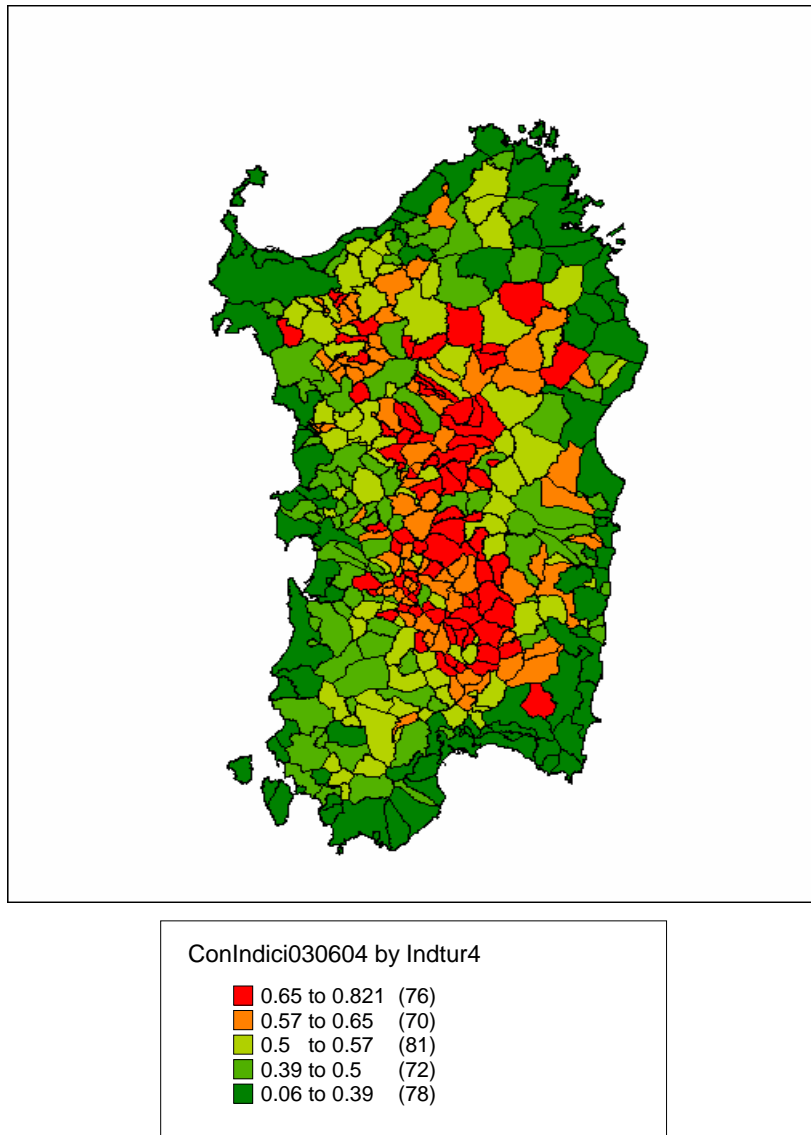 ConIndici030604 by Indtur4
0.65 to 0.821 (76)
0.57 to 0.65 (70)
0.5 to 0.57 (81)
0.39 to 0.5 (72)
0.06 to 0.39 (78)